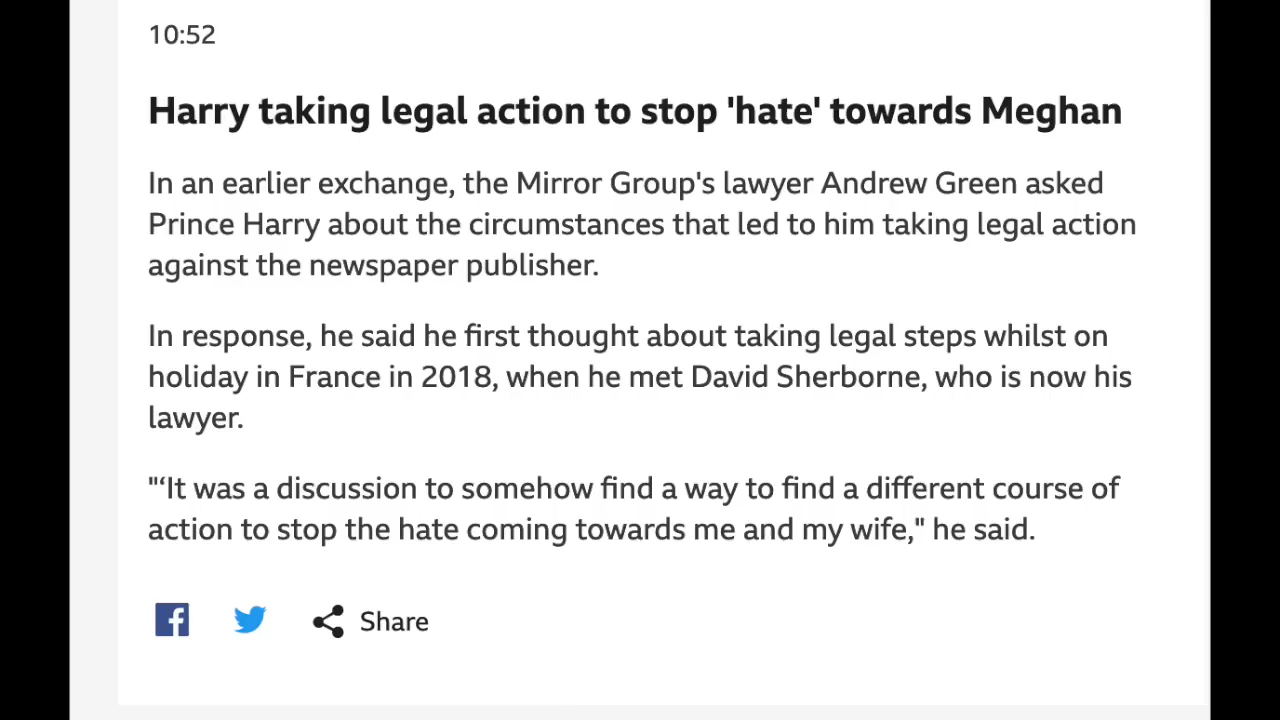 10:52
Harry taking legal action to stop 'hate' towards Meghan
In an earlier exchange, the Mirror Group's lawyer Andrew Green asked
Prince Harry about the circumstances that led to him taking legal action
against the newspaper publisher.
In response, he said he first thought about taking legal steps whilst on
holiday in France in 2018, when he met David Sherborne, who is now his
lawyer.
"‘It was a discussion to somehow find a way to find a different course of
action to stop the hate coming towards me and my wife," he said.
Share